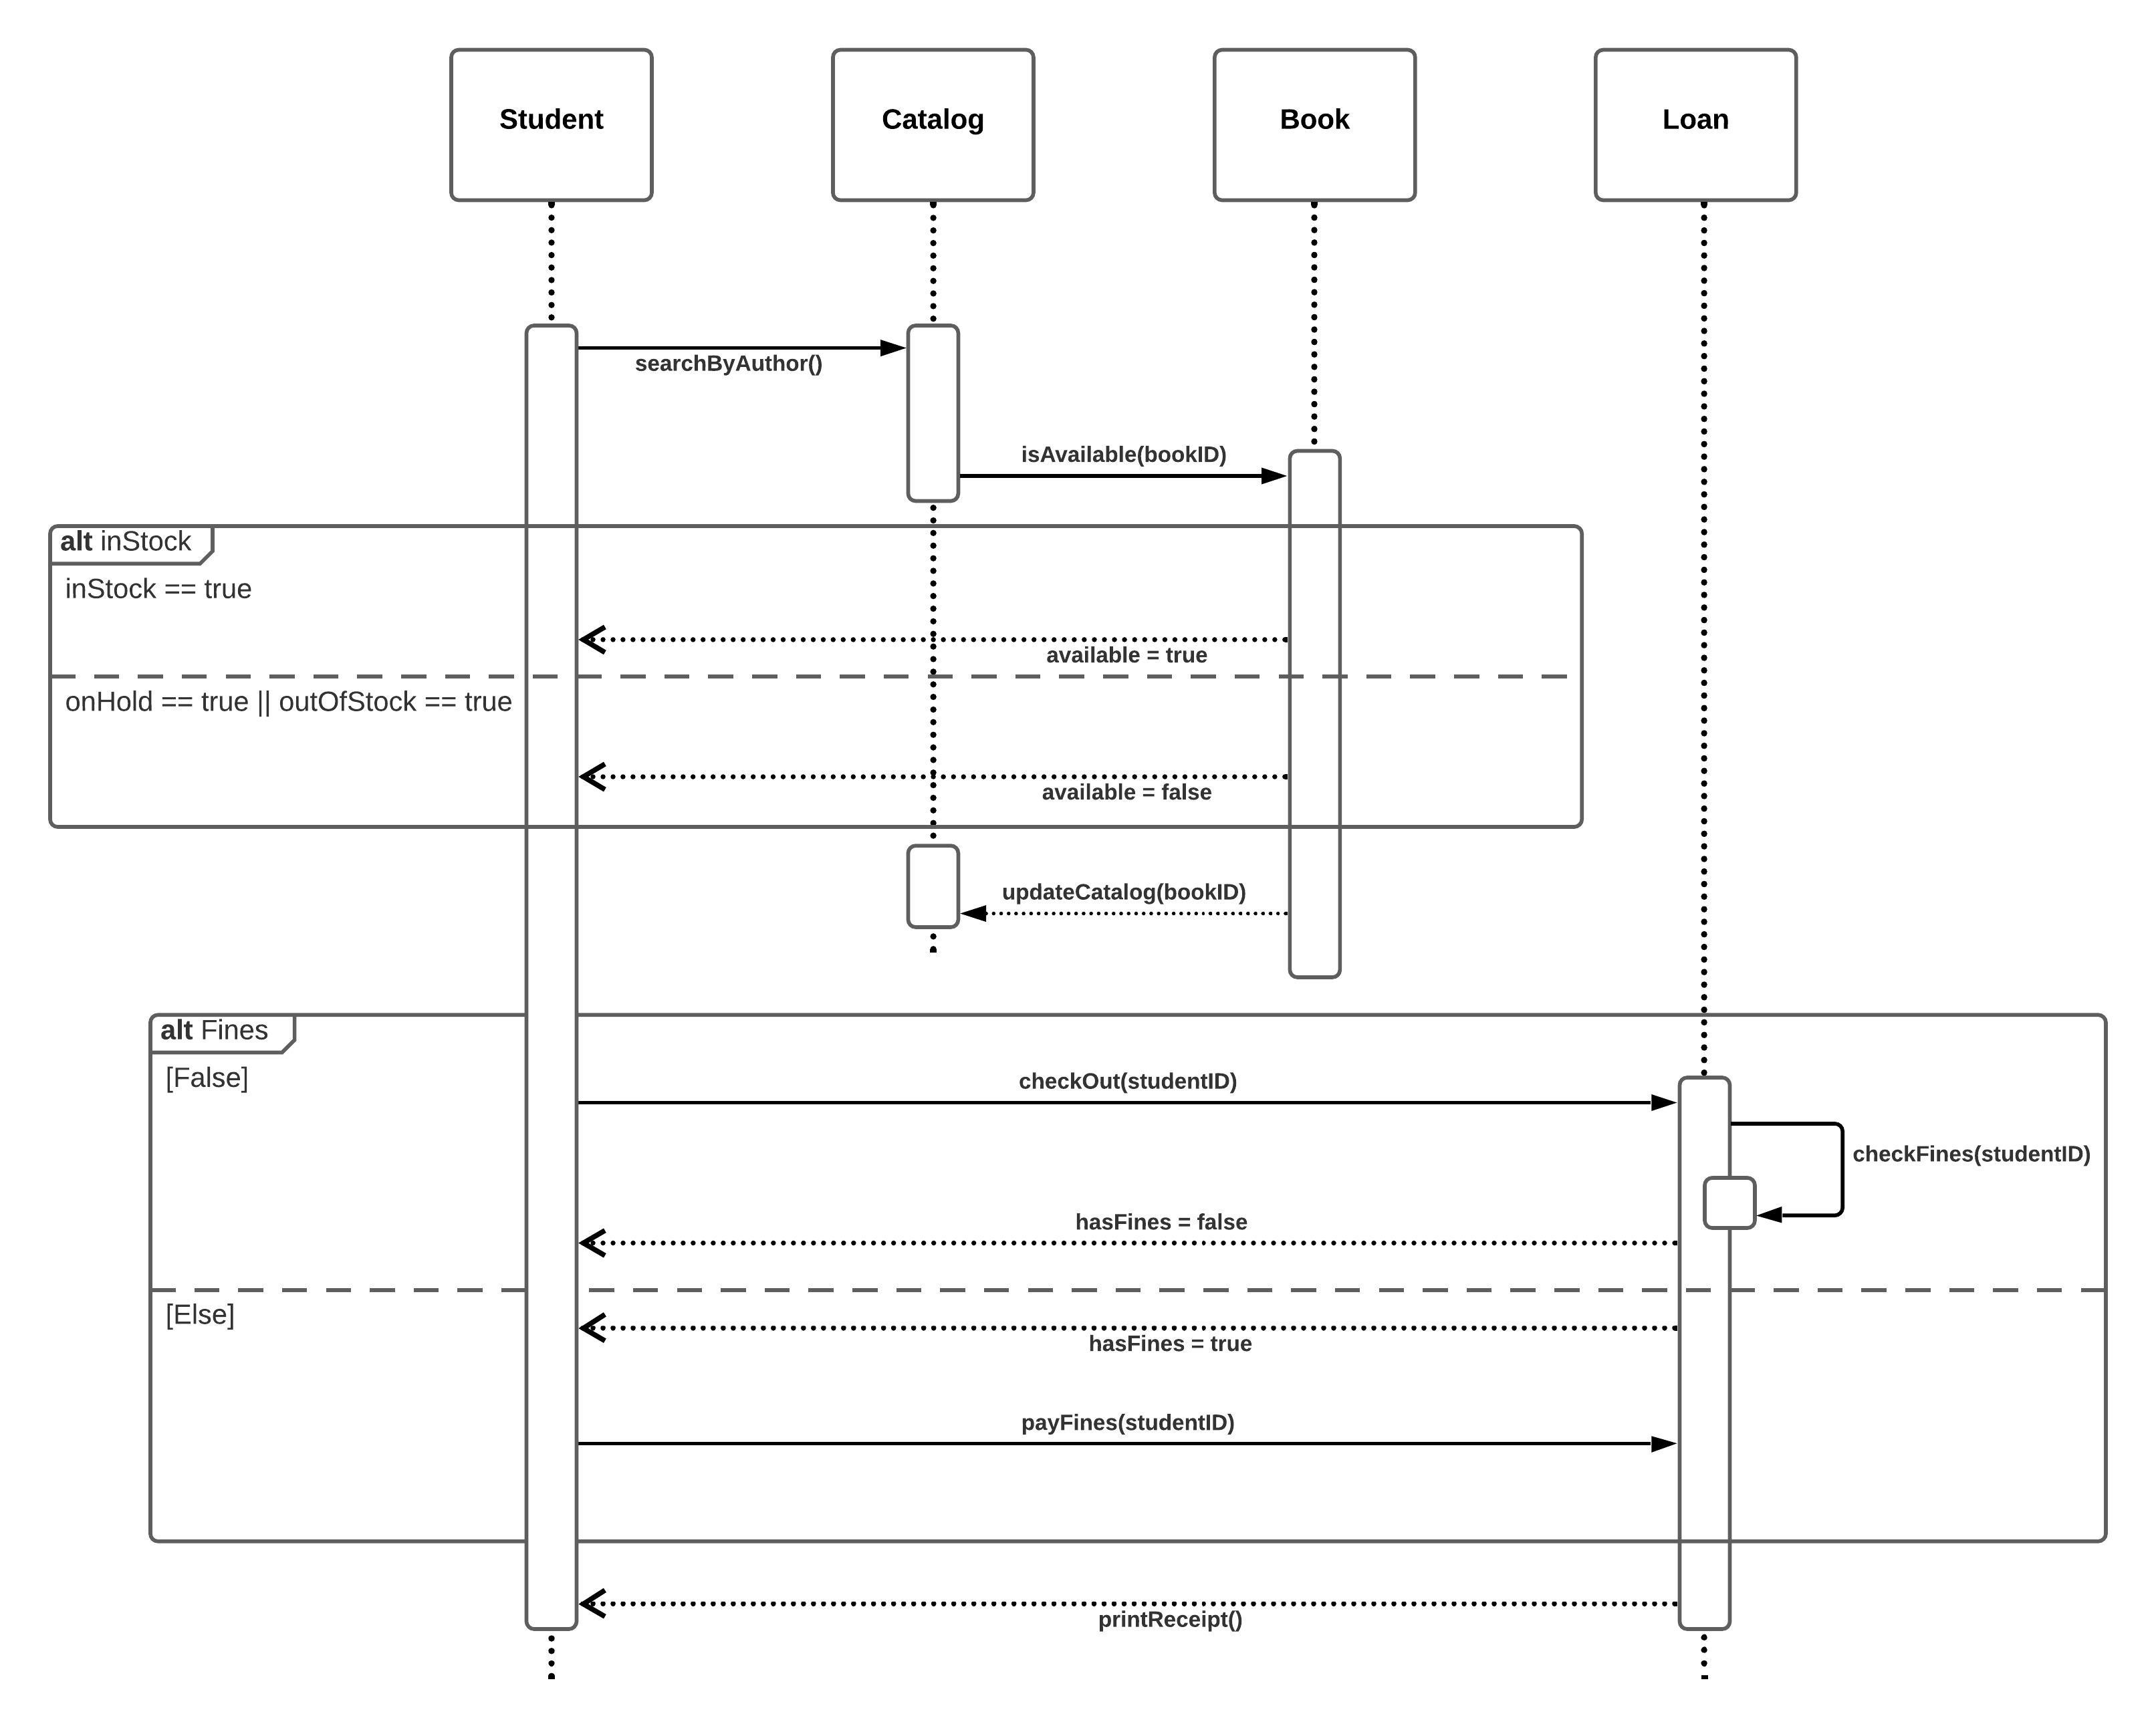 Student
Catalog
Book
Loan
searchByAuthor()
isAvailable(bookID)
alt inStock
inStock == true
available = true
onHold == true || outOfStock == true
available = false
updateCatalog(bookID)
alt Fines
[False]
checkOut(studentID)
checkFines(studentID)
hasFines = false
[Else]
hasFines = true
payFines(studentID)
printReceipt()